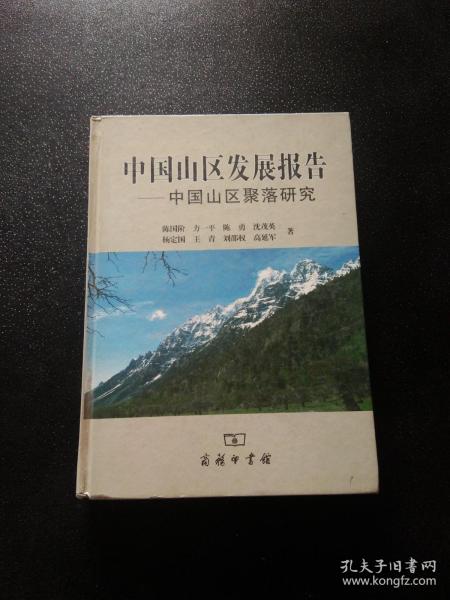 中国山区发展报告
——中国山区聚落研究
陈国阶 方一平 陈 勇 沈茂英
杨定国 王 青 刘邵权 高延军 著
商务印书馆
孔夫子旧书网
www.kongfz.com